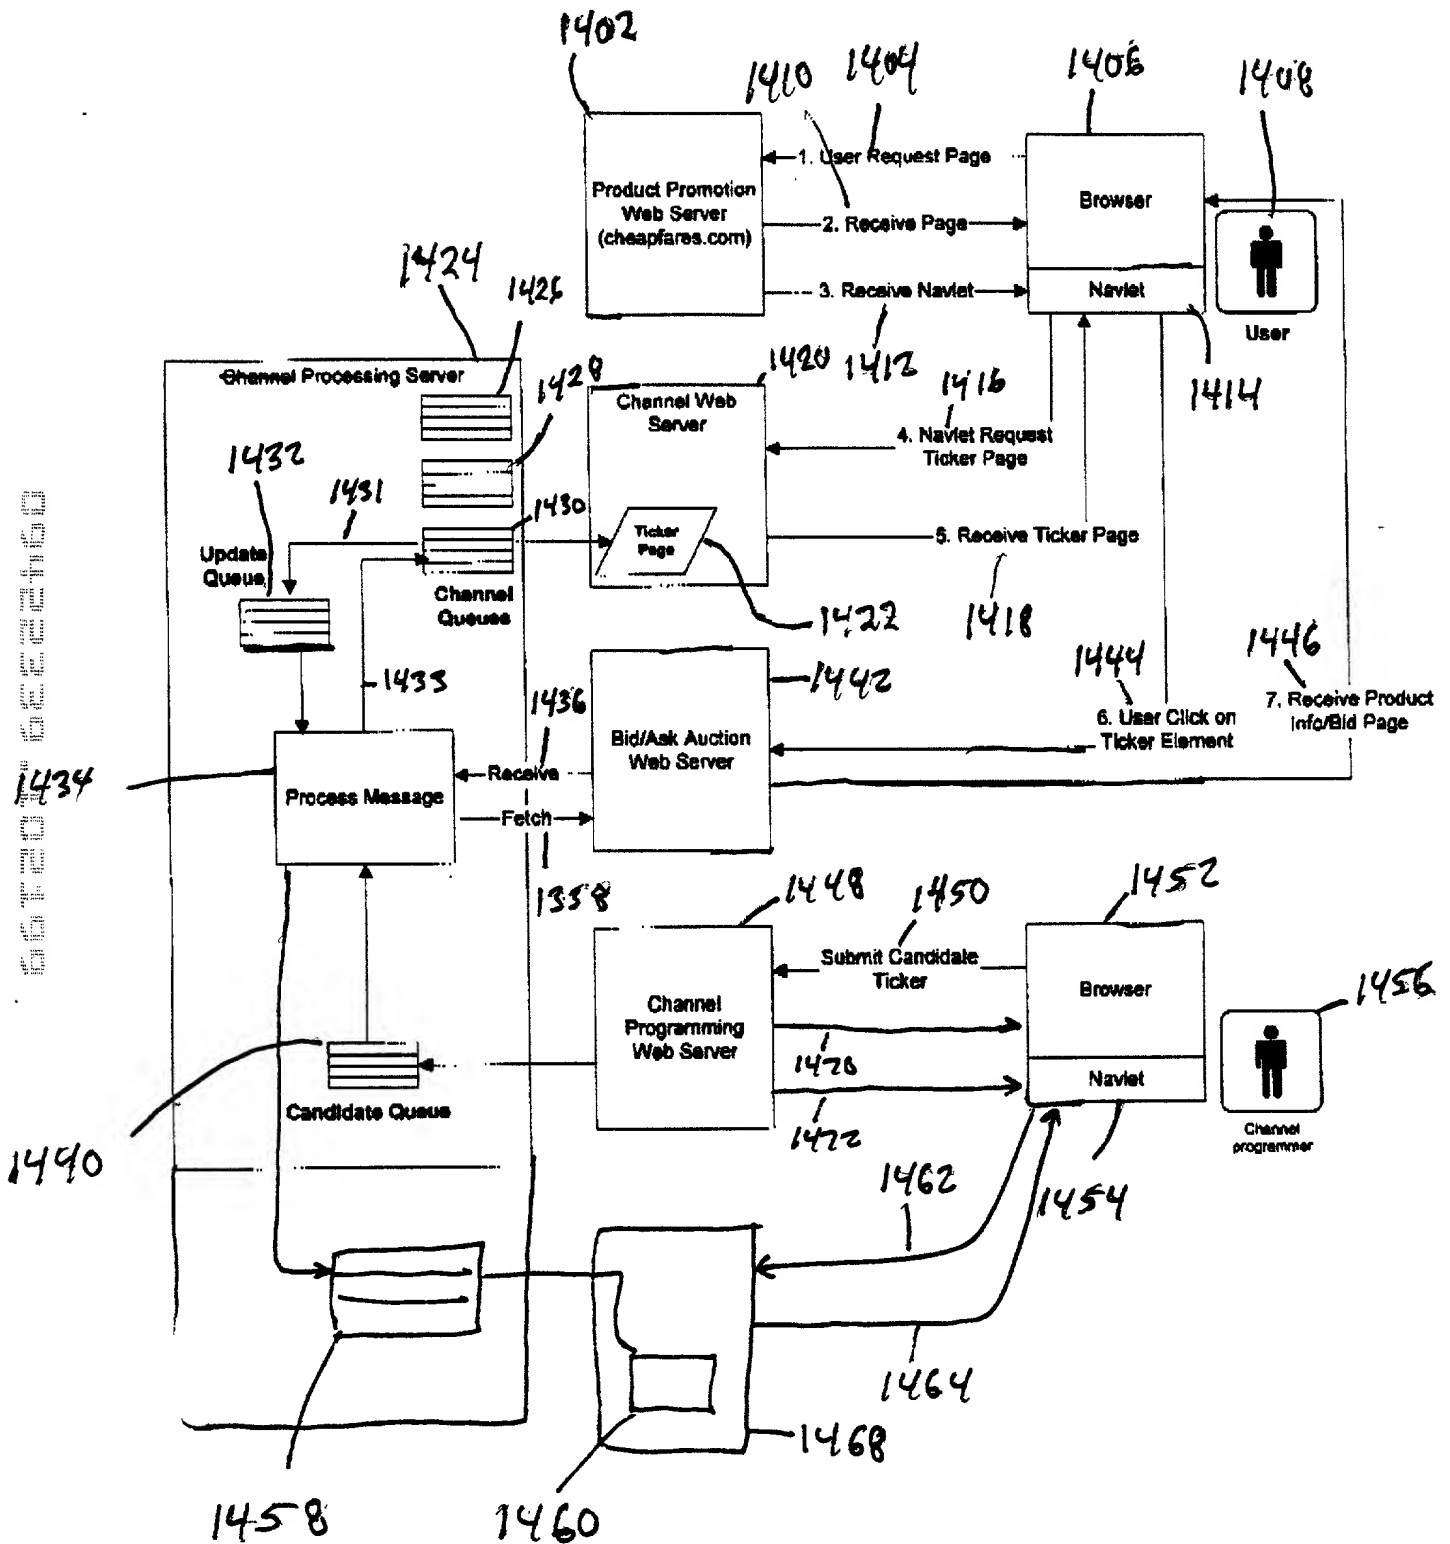 1402
1410
1404
1406
1408
1. User Request Page
Product Promotion
Web Server
(cheapfares.com)
2. Receive Page
Browser
3. Receive Navlet
Navlet
User
1424
1426
1412
1414
Channel Processing Server
1428
1420
Channel Web
Server
1416
4. Navlet Request
Ticker Page
1432
1431
1430
Ticker
Page
5. Receive Ticker Page
Update
Queue
Channel
Queues
1422
1418
1433
1436
1442
1444
1446
6. User Click on
Ticker Element
7. Receive Product
Info/Bid Page
1434
Process Message
Receive
Fetch
Bid/Ask Auction
Web Server
1338
1448
1450
1452
Submit Candidate
Ticker
Channel
Programming
Web Server
Browser
1456
1470
Navlet
1472
Candidate Queue
Channel
programmer
1440
1462
1454
1464
1468
1458
1460